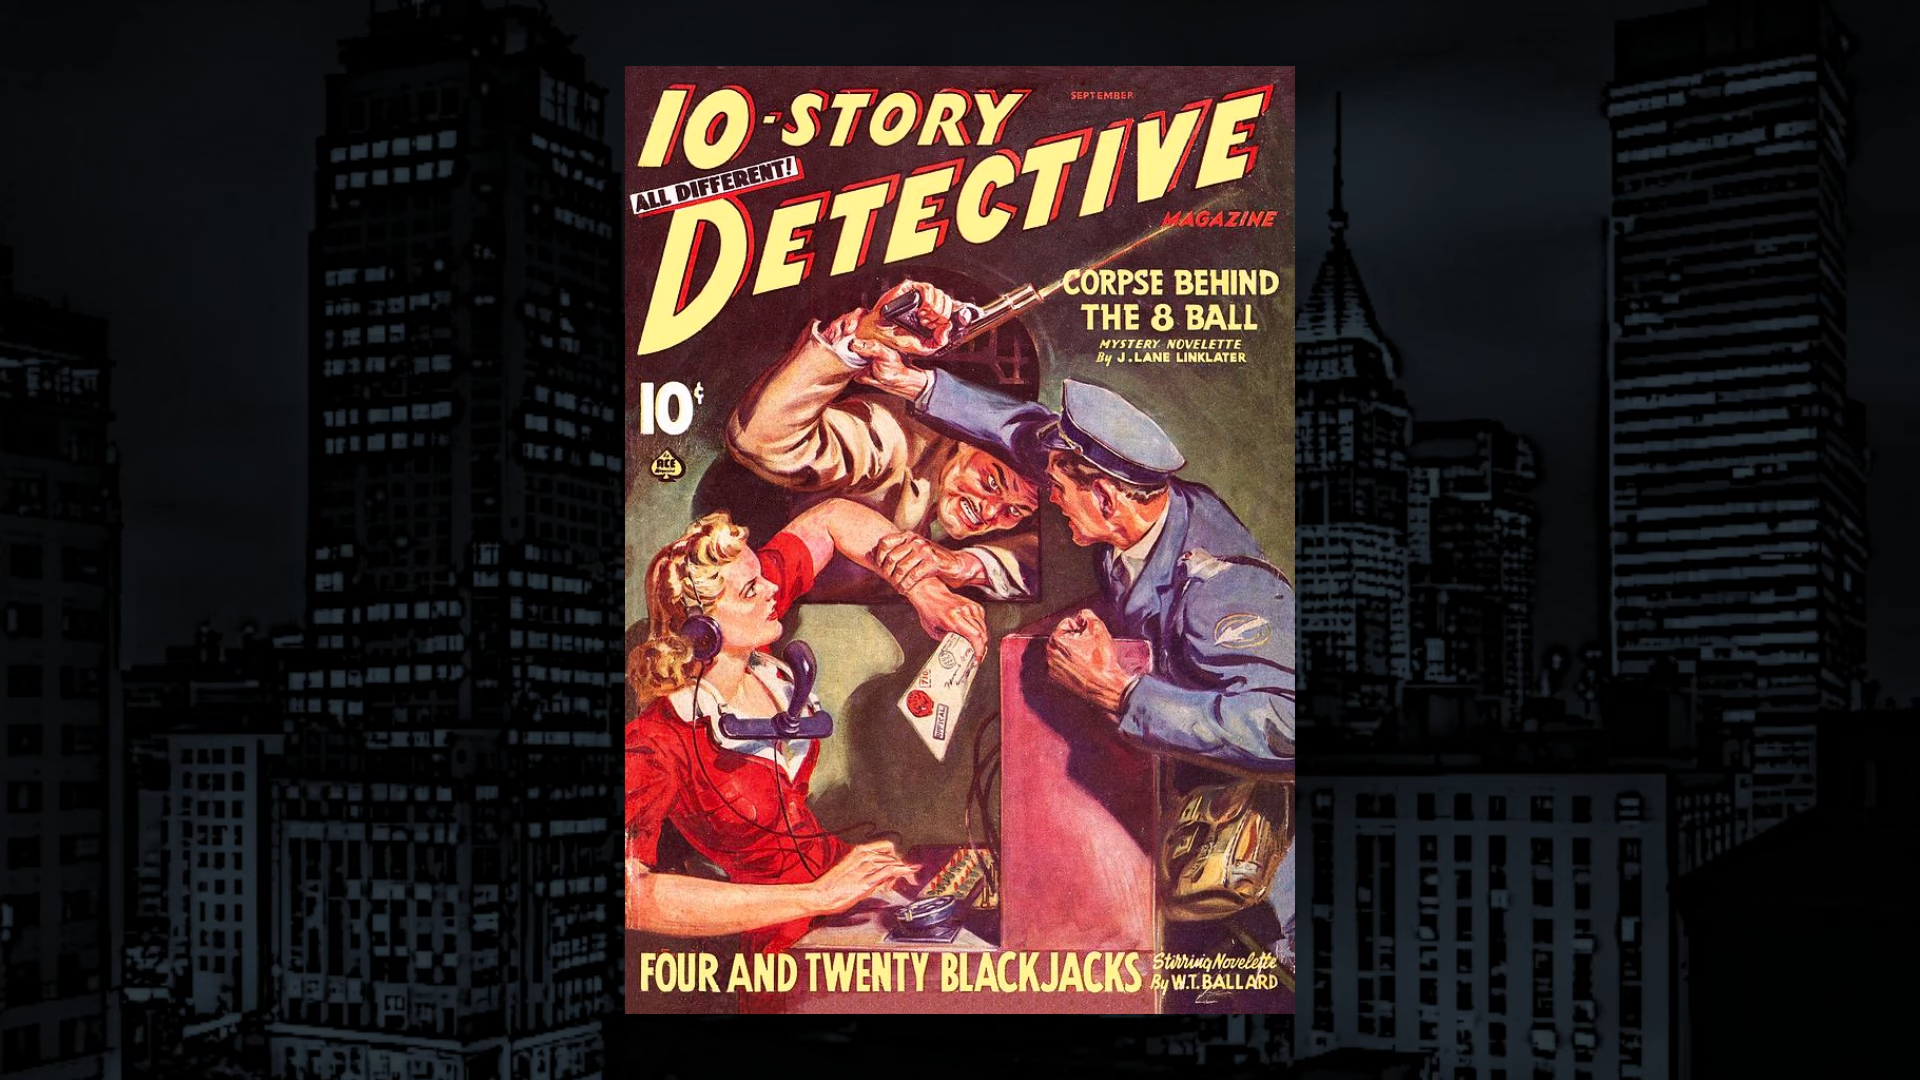 10-STORY
SEPTEMBER
ALL DIFFERENT!
DETECTIVE
MAGAZINE
CORPSE BEHIND
THE 8 BALL
MYSTERY NOVELETTE
By J. LANE LINKLATER
10¢
ACE
FOUR AND TWENTY BLACKJACKS
Stirring Novelette
By W.T. BALLARD